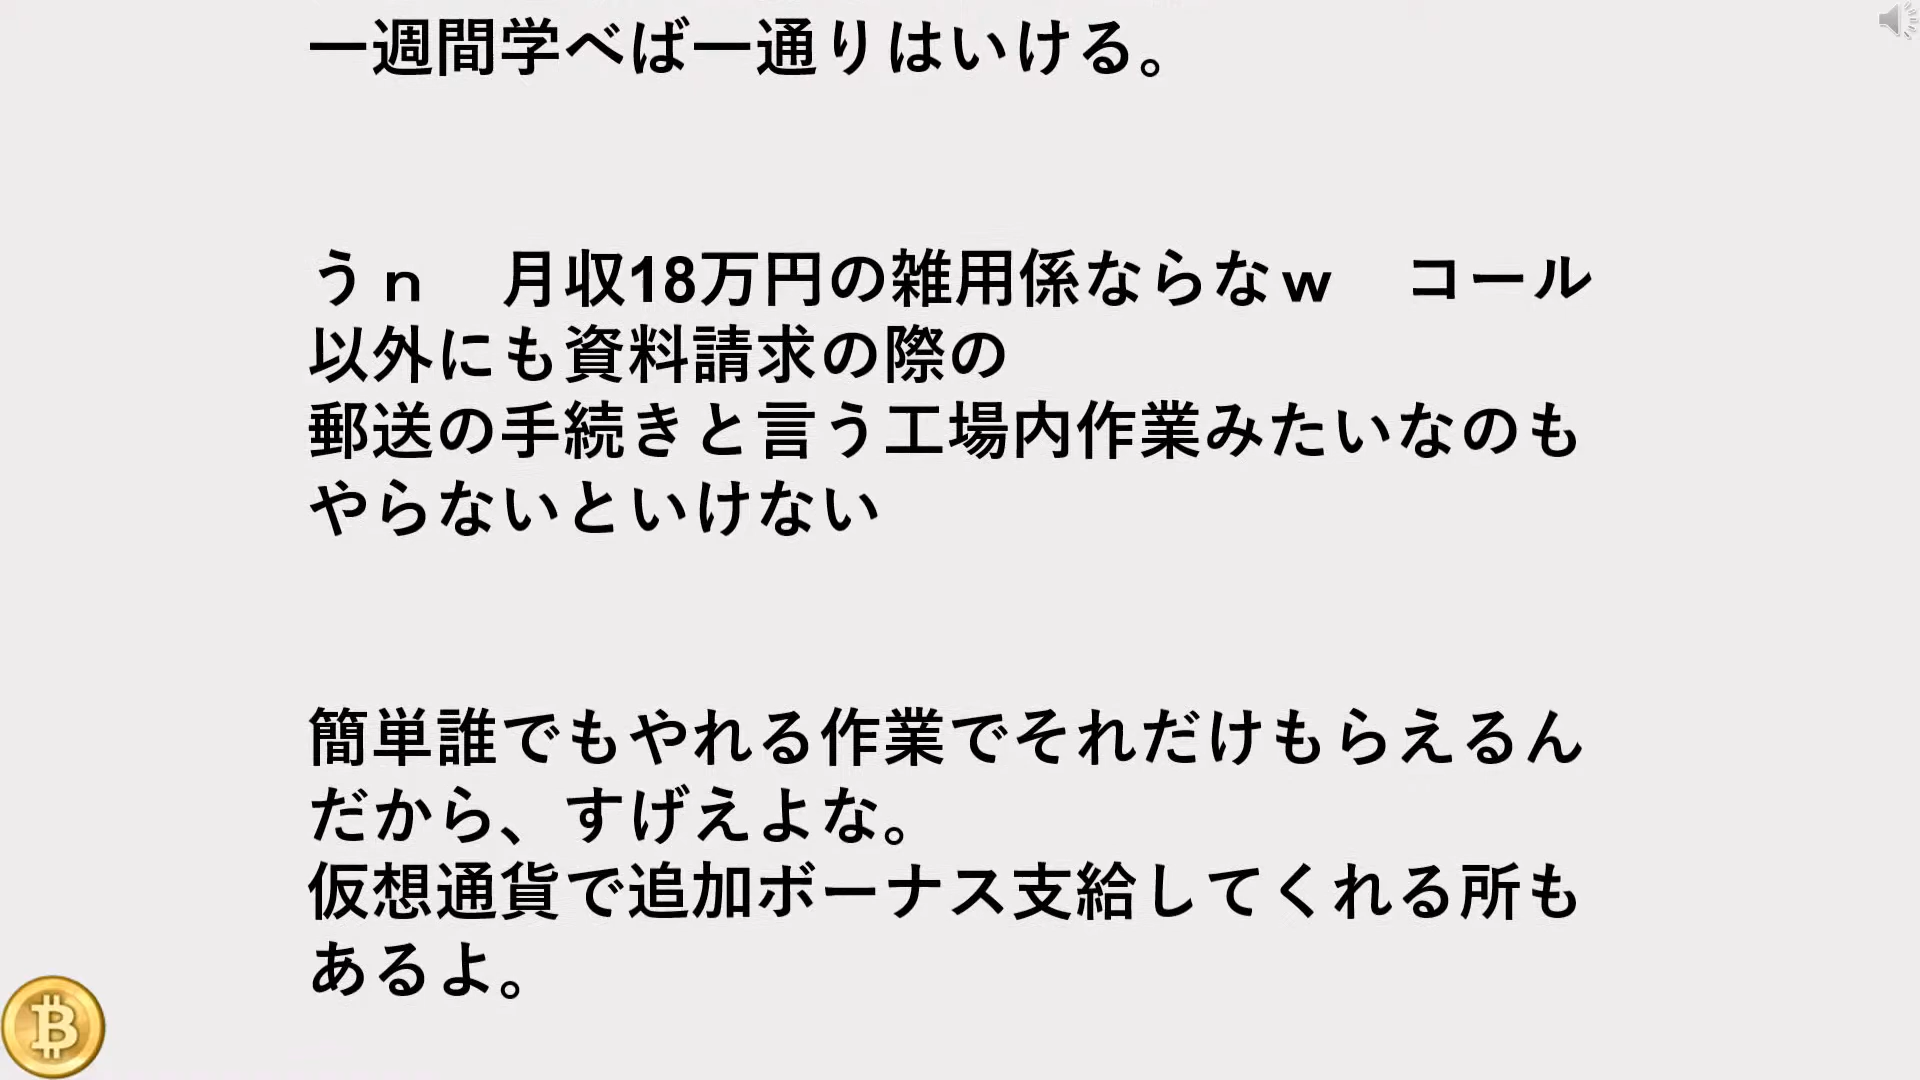 一週間学べば一通りはいける。
うｎ　月収18万円の雑用係ならなｗ　コール
以外にも資料請求の際の
郵送の手続きと言う工場内作業みたいなのも
やらないといけない
簡単誰でもやれる作業でそれだけもらえるん
だから、すげえよな。
仮想通貨で追加ボーナス支給してくれる所も
あるよ。